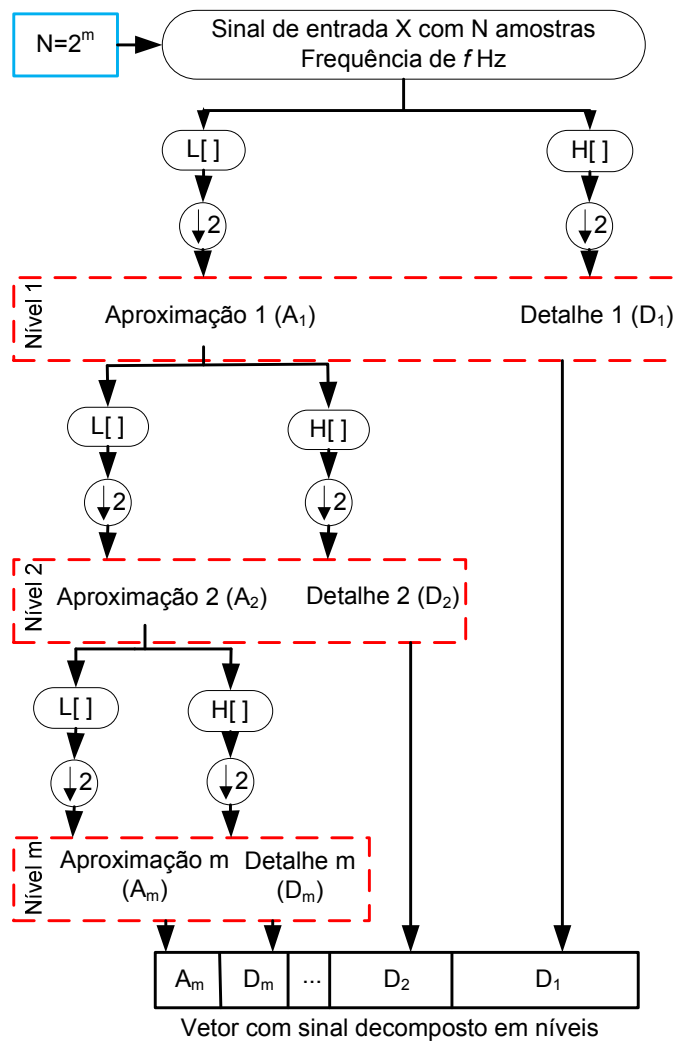 N=2^m
Sinal de entrada X com N amostras
Frequência de f Hz
L[ ]
H[ ]
↓2
↓2
Nível 1
Aproximação 1 (A₁)
Detalhe 1 (D₁)
L[ ]
H[ ]
↓2
↓2
Nível 2
Aproximação 2 (A₂)
Detalhe 2 (D₂)
L[ ]
H[ ]
↓2
↓2
Nível m
Aproximação m
(Aₘ)
Detalhe m
(Dₘ)
Aₘ
Dₘ
...
D₂
D₁
Vetor com sinal decomposto em níveis